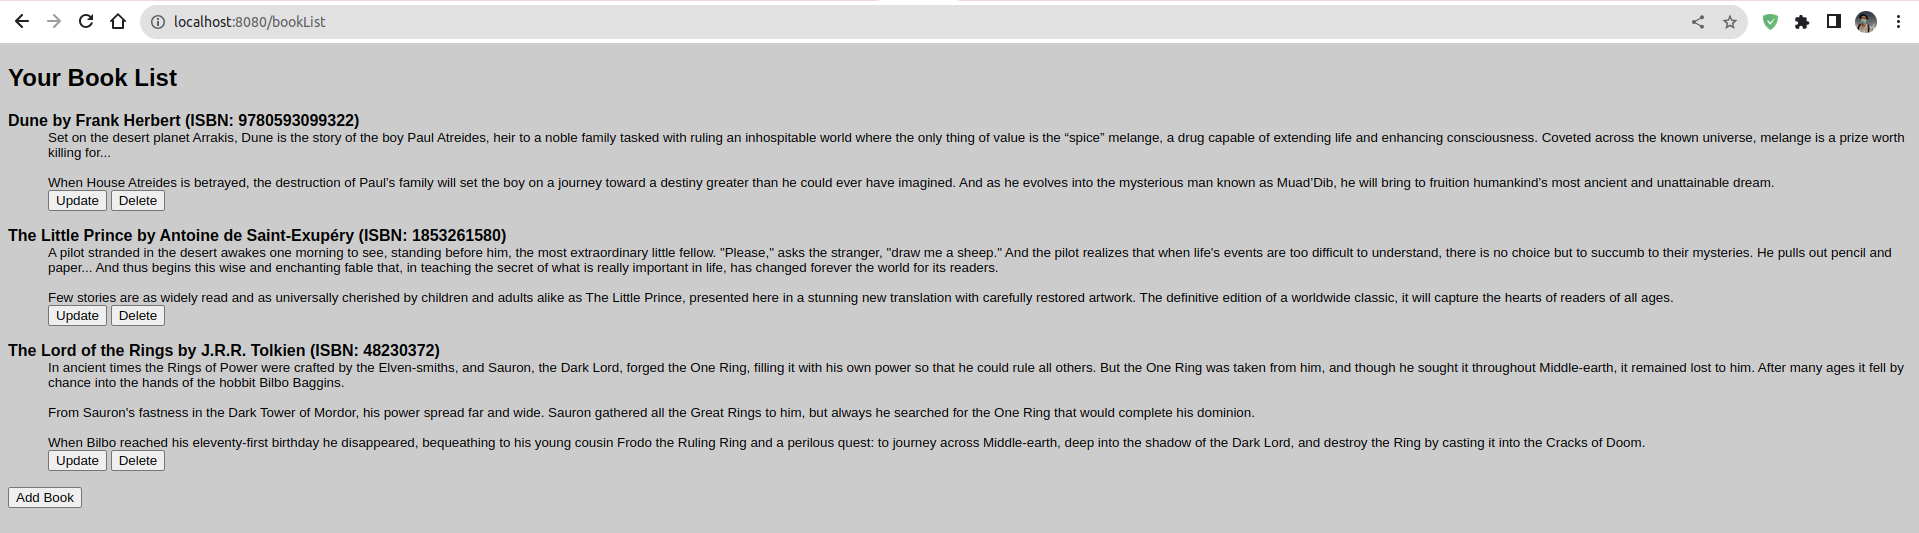 localhost:8080/bookList
Your Book List
Dune by Frank Herbert (ISBN: 9780593099322)
Set on the desert planet Arrakis, Dune is the story of the boy Paul Atreides, heir to a noble family tasked with ruling an inhospitable world where the only thing of value is the “spice” melange, a drug capable of extending life and enhancing consciousness. Coveted across the known universe, melange is a prize worth
killing for...
When House Atreides is betrayed, the destruction of Paul’s family will set the boy on a journey toward a destiny greater than he could ever have imagined. And as he evolves into the mysterious man known as Muad’Dib, he will bring to fruition humankind’s most ancient and unattainable dream.
Update Delete
The Little Prince by Antoine de Saint-Exupéry (ISBN: 1853261580)
A pilot stranded in the desert awakes one morning to see, standing before him, the most extraordinary little fellow. "Please," asks the stranger, "draw me a sheep." And the pilot realizes that when life's events are too difficult to understand, there is no choice but to succumb to their mysteries. He pulls out pencil and
paper... And thus begins this wise and enchanting fable that, in teaching the secret of what is really important in life, has changed forever the world for its readers.
Few stories are as widely read and as universally cherished by children and adults alike as The Little Prince, presented here in a stunning new translation with carefully restored artwork. The definitive edition of a worldwide classic, it will capture the hearts of readers of all ages.
Update Delete
The Lord of the Rings by J.R.R. Tolkien (ISBN: 48230372)
In ancient times the Rings of Power were crafted by the Elven-smiths, and Sauron, the Dark Lord, forged the One Ring, filling it with his own power so that he could rule all others. But the One Ring was taken from him, and though he sought it throughout Middle-earth, it remained lost to him. After many ages it fell by
chance into the hands of the hobbit Bilbo Baggins.
From Sauron's fastness in the Dark Tower of Mordor, his power spread far and wide. Sauron gathered all the Great Rings to him, but always he searched for the One Ring that would complete his dominion.
When Bilbo reached his eleventy-first birthday he disappeared, bequeathing to his young cousin Frodo the Ruling Ring and a perilous quest: to journey across Middle-earth, deep into the shadow of the Dark Lord, and destroy the Ring by casting it into the Cracks of Doom.
Update Delete
Add Book